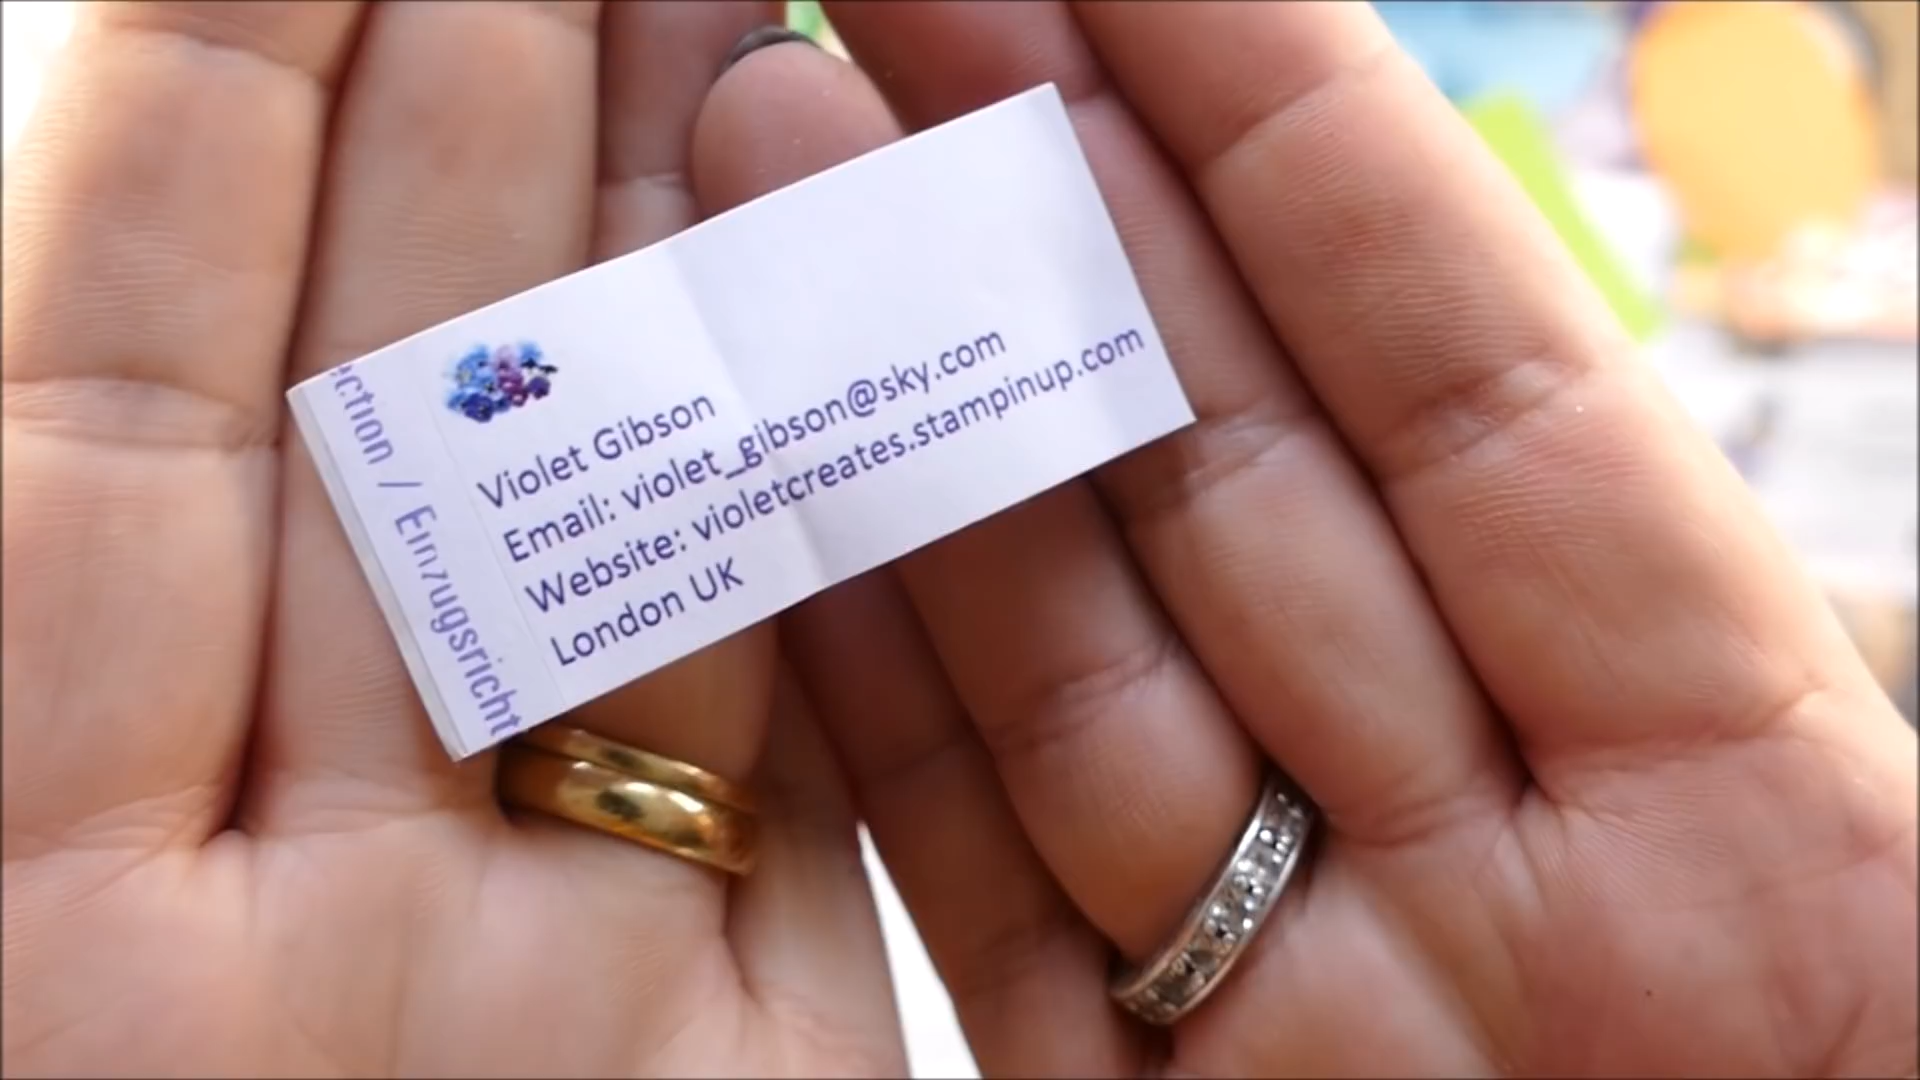 ction / Einzugsricht
Violet Gibson
Email: violet_gibson@sky.com
Website: violetcreates.stampinup.com
London UK